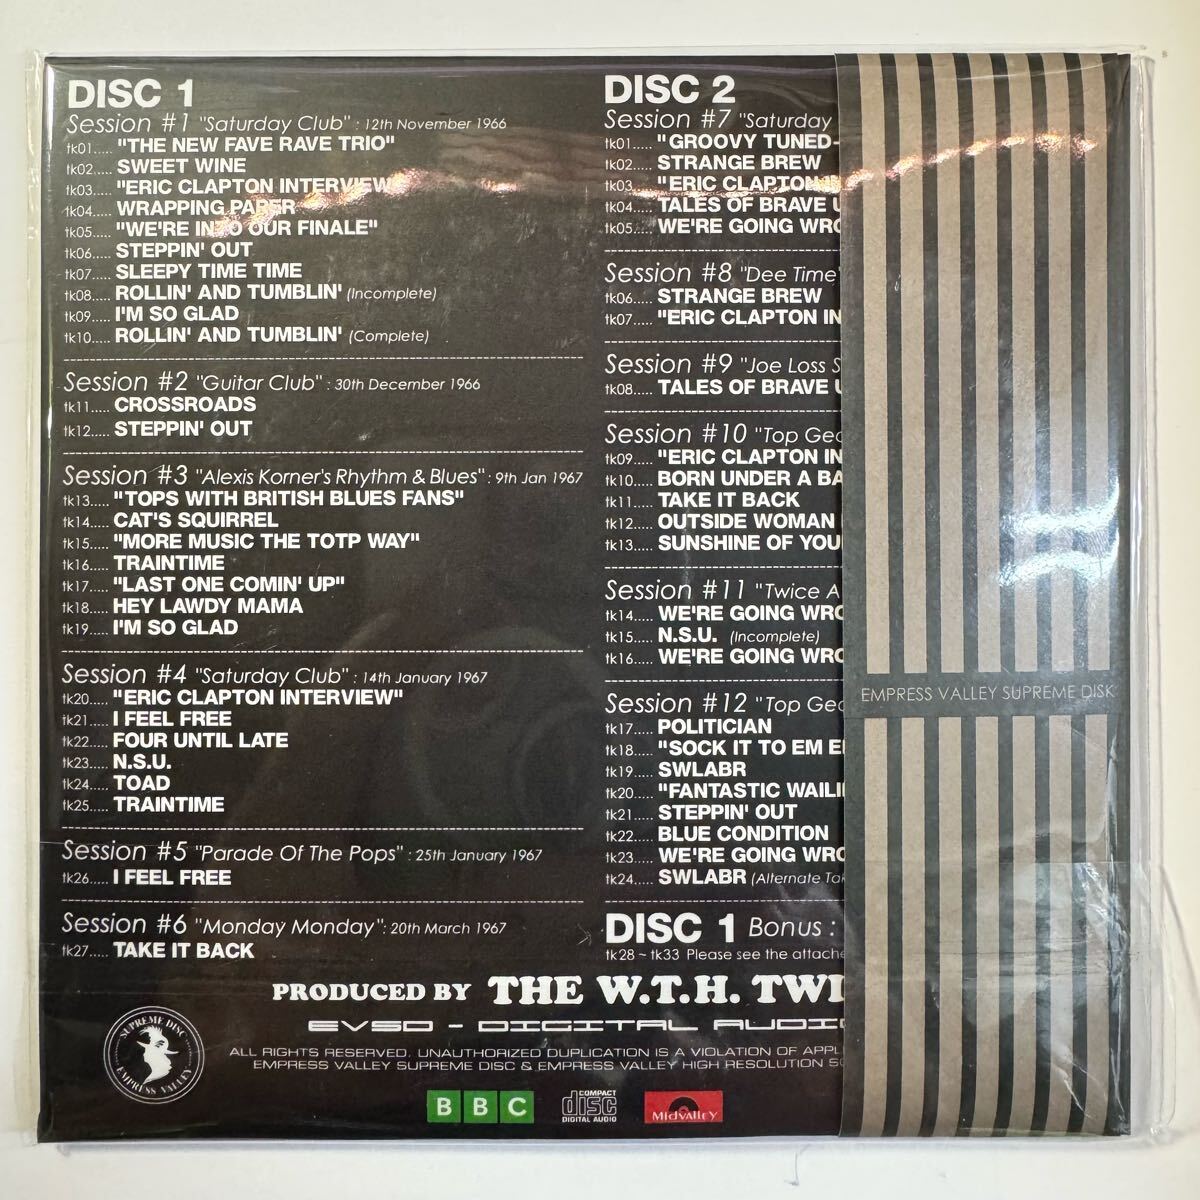 DISC 1
Session #1 "Saturday Club" : 12th November 1966
tk01..... "THE NEW FAVE RAVE TRIO"
tk02..... SWEET WINE
tk03..... "ERIC CLAPTON INTERVIEW"
tk04..... WRAPPING PAPER
tk05..... "WE'RE INTO OUR FINALE"
tk06..... STEPPIN' OUT
tk07..... SLEEPY TIME TIME
tk08..... ROLLIN' AND TUMBLIN' (Incomplete)
tk09..... I'M SO GLAD
tk10..... ROLLIN' AND TUMBLIN' (Complete)
Session #2 "Guitar Club" : 30th December 1966
tk11..... CROSSROADS
tk12..... STEPPIN' OUT
Session #3 "Alexis Korner's Rhythm & Blues" : 9th Jan 1967
tk13..... "TOPS WITH BRITISH BLUES FANS"
tk14..... CAT'S SQUIRREL
tk15..... "MORE MUSIC THE TOTP WAY"
tk16..... TRAINTIME
tk17..... "LAST ONE COMIN' UP"
tk18..... HEY LAWDY MAMA
tk19..... I'M SO GLAD
Session #4 "Saturday Club" : 14th January 1967
tk20..... "ERIC CLAPTON INTERVIEW"
tk21..... I FEEL FREE
tk22..... FOUR UNTIL LATE
tk23..... N.S.U.
tk24..... TOAD
tk25..... TRAINTIME
Session #5 "Parade Of The Pops" : 25th January 1967
tk26..... I FEEL FREE
Session #6 "Monday Monday" : 20th March 1967
tk27..... TAKE IT BACK
DISC 2
Session #7 "Saturday
tk01..... "GROOVY TUNED-
tk02..... STRANGE BREW
tk03..... "ERIC CLAPTON
tk04..... TALES OF BRAVE U
tk05..... WE'RE GOING WRO
Session #8 "Dee Time"
tk06..... STRANGE BREW
tk07..... "ERIC CLAPTON IN
Session #9 "Joe Loss S
tk08..... TALES OF BRAVE U
Session #10 "Top Gea
tk09..... "ERIC CLAPTON IN
tk10..... BORN UNDER A BA
tk11..... TAKE IT BACK
tk12..... OUTSIDE WOMAN
tk13..... SUNSHINE OF YOU
Session #11 "Twice A
tk14..... WE'RE GOING WRO
tk15..... N.S.U. (Incomplete)
tk16..... WE'RE GOING WRO
Session #12 "Top Gea
tk17..... POLITICIAN
tk18..... "SOCK IT TO EM E
tk19..... SWLABR
tk20..... "FANTASTIC WAILI
tk21..... STEPPIN' OUT
tk22..... BLUE CONDITION
tk23..... WE'RE GOING WRO
tk24..... SWLABR (Alternate Tak
DISC 1 Bonus :
tk28 ~ tk33 Please see the attache
EMPRESS VALLEY SUPREME DISK
PRODUCED BY THE W.T.H. TWI
EVSD - DIGITAL AUDIO
ALL RIGHTS RESERVED. UNAUTHORIZED DUPLICATION IS A VIOLATION OF APPL
EMPRESS VALLEY SUPREME DISC & EMPRESS VALLEY HIGH RESOLUTION SO
SUPREME DISC
EMPRESS VALLEY
BBC
COMPACT
disc
DIGITAL AUDIO
Midvalley